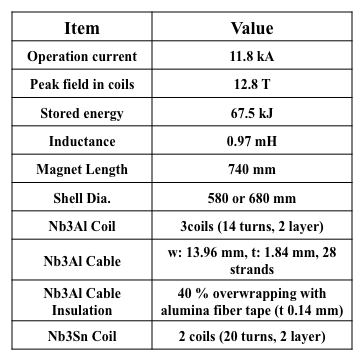 Item Value
Operation current 11.8 kA
Peak field in coils 12.8 T
Stored energy 67.5 kJ
Inductance 0.97 mH
Magnet Length 740 mm
Shell Dia. 580 or 680 mm
Nb3Al Coil 3coils (14 turns, 2 layer)
Nb3Al Cable w: 13.96 mm, t: 1.84 mm, 28
strands
Nb3Al Cable 40 % overwrapping with
Insulation alumina fiber tape (t 0.14 mm)
Nb3Sn Coil 2 coils (20 turns, 2 layer)